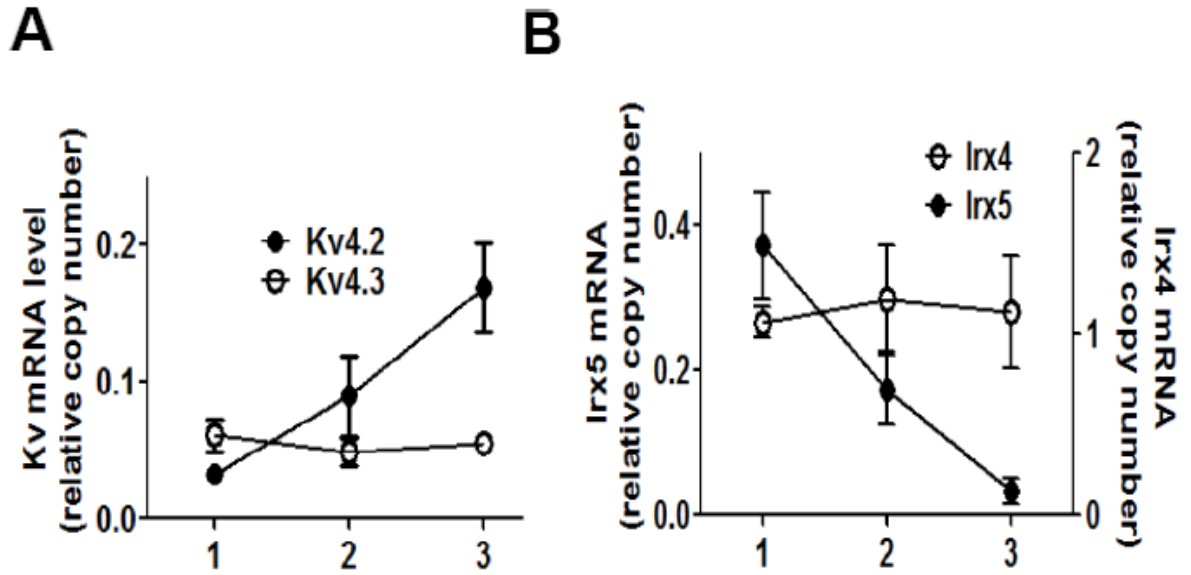 A
Kv mRNA level
(relative copy number)
0.2
0.1
0.0
Kv4.2
Kv4.3
1 2 3
B
Irx5 mRNA
(relative copy number)
0.4
0.2
0.0
Irx4
Irx5
2
1
0
Irx4 mRNA
(relative copy number)
1 2 3